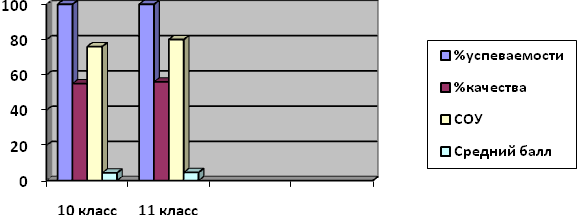 100
80
60
40
20
0
10 класс 11 класс
%успеваемости
%качества
СОУ
Средний балл